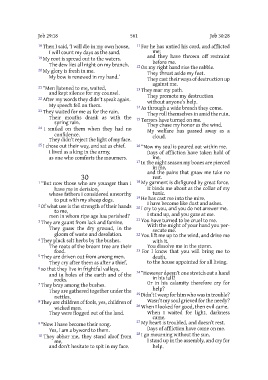 Job 29:18 561 Job 30:28
18 Then I said, 'I will die in my own house,
I will count my days as the sand.
19 My root is spread out to the waters.
The dew lies all night on my branch.
20 My glory is fresh in me.
My bow is renewed in my hand.'
21 "Men listened to me, waited,
and kept silence for my counsel.
22 After my words they didn't speak again.
My speech fell on them.
23 They waited for me as for the rain.
Their mouths drank as with the
spring rain.
24 I smiled on them when they had no
confidence.
They didn't reject the light of my face.
25 I chose out their way, and sat as chief.
I lived as a king in the army,
as one who comforts the mourners.
30
1 "But now those who are younger than I
have me in derision,
whose fathers I considered unworthy
to put with my sheep dogs.
2 Of what use is the strength of their hands
to me,
men in whom ripe age has perished?
3 They are gaunt from lack and famine.
They gnaw the dry ground, in the
gloom of waste and desolation.
4 They pluck salt herbs by the bushes.
The roots of the broom tree are their
food.
5 They are driven out from among men.
They cry after them as after a thief,
6 so that they live in frightful valleys,
and in holes of the earth and of the
rocks.
7 They bray among the bushes.
They are gathered together under the
nettles.
8 They are children of fools, yes, children of
wicked men.
They were flogged out of the land.
9 "Now I have become their song.
Yes, I am a byword to them.
10 They abhor me, they stand aloof from
me,
and don't hesitate to spit in my face.
11 For he has untied his cord, and afflicted
me;
and they have thrown off restraint
before me.
12 On my right hand rise the rabble.
They thrust aside my feet.
They cast their ways of destruction up
against me.
13 They mar my path.
They promote my destruction
without anyone's help.
14 As through a wide breach they come.
They roll themselves in amid the ruin.
15 Terrors have turned on me.
They chase my honor as the wind.
My welfare has passed away as a
cloud.
16 "Now my soul is poured out within me.
Days of affliction have taken hold of
me.
17 In the night season my bones are pierced
in me,
and the pains that gnaw me take no
rest.
18 My garment is disfigured by great force.
It binds me about as the collar of my
tunic.
19 He has cast me into the mire.
I have become like dust and ashes.
20 I cry to you, and you do not answer me.
I stand up, and you gaze at me.
21 You have turned to be cruel to me.
With the might of your hand you per-
secute me.
22 You lift me up to the wind, and drive me
with it.
You dissolve me in the storm.
23 For I know that you will bring me to
death,
to the house appointed for all living.
24 "However doesn't one stretch out a hand
in his fall?
Or in his calamity therefore cry for
help?
25 Didn't I weep for him who was in trouble?
Wasn't my soul grieved for the needy?
26 When I looked for good, then evil came.
When I waited for light, darkness
came.
27 My heart is troubled, and doesn't rest.
Days of affliction have come on me.
28 I go mourning without the sun.
I stand up in the assembly, and cry for
help.